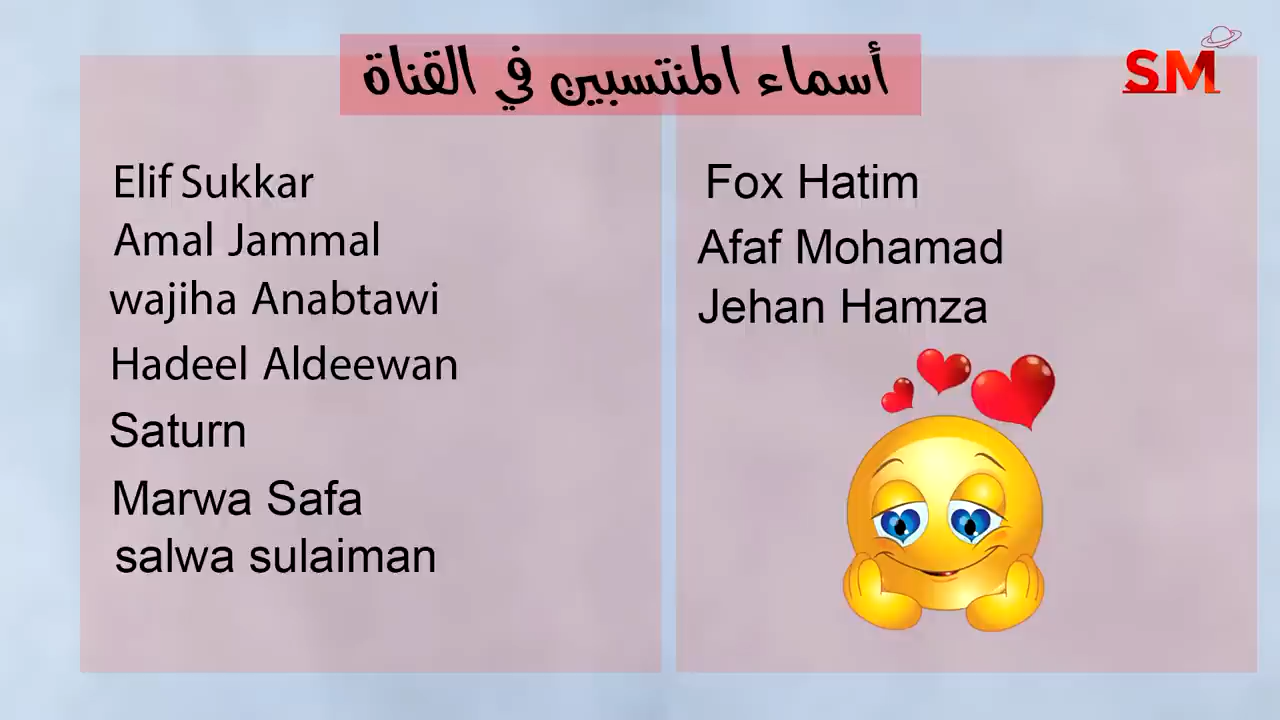 أسماء المنتسبين في القناة
SM
Elif Sukkar
Amal Jammal
wajiha Anabtawi
Hadeel Aldeewan
Saturn
Marwa Safa
salwa sulaiman
Fox Hatim
Afaf Mohamad
Jehan Hamza